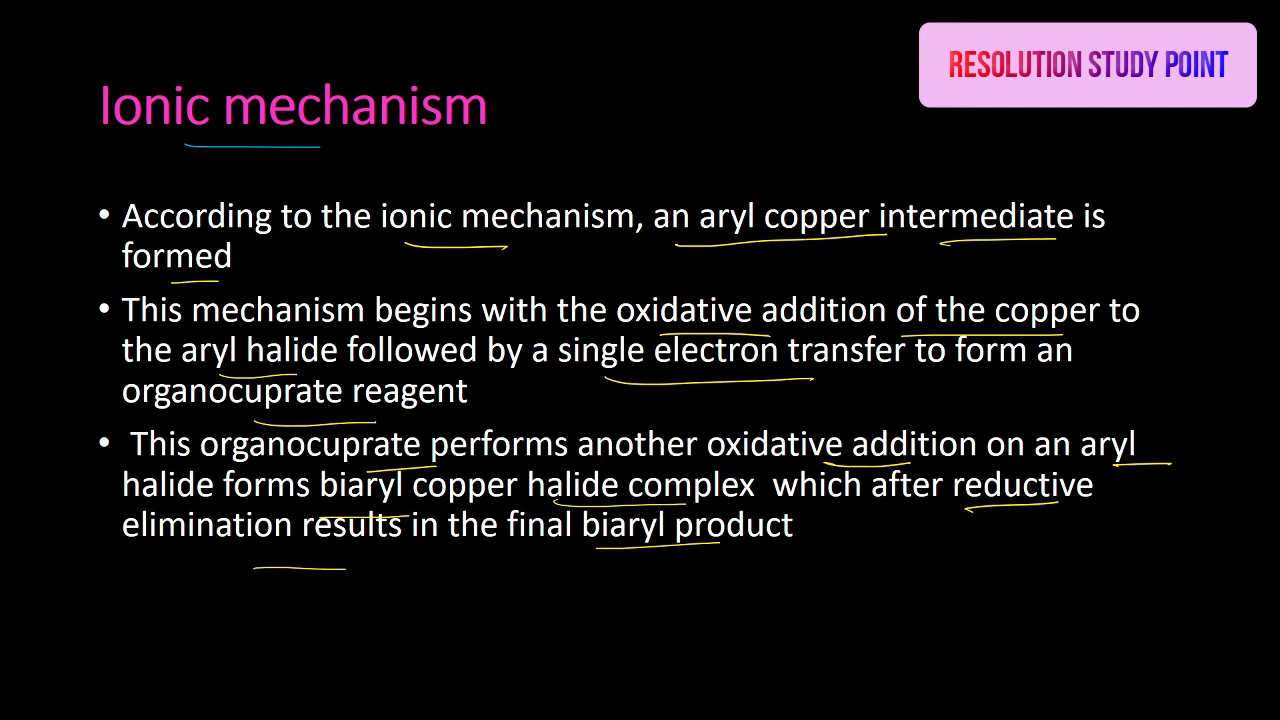 RESOLUTION STUDY POINT
Ionic mechanism
• According to the ionic mechanism, an aryl copper intermediate is
formed
• This mechanism begins with the oxidative addition of the copper to
the aryl halide followed by a single electron transfer to form an
organocuprate reagent
• This organocuprate performs another oxidative addition on an aryl
halide forms biaryl copper halide complex which after reductive
elimination results in the final biaryl product